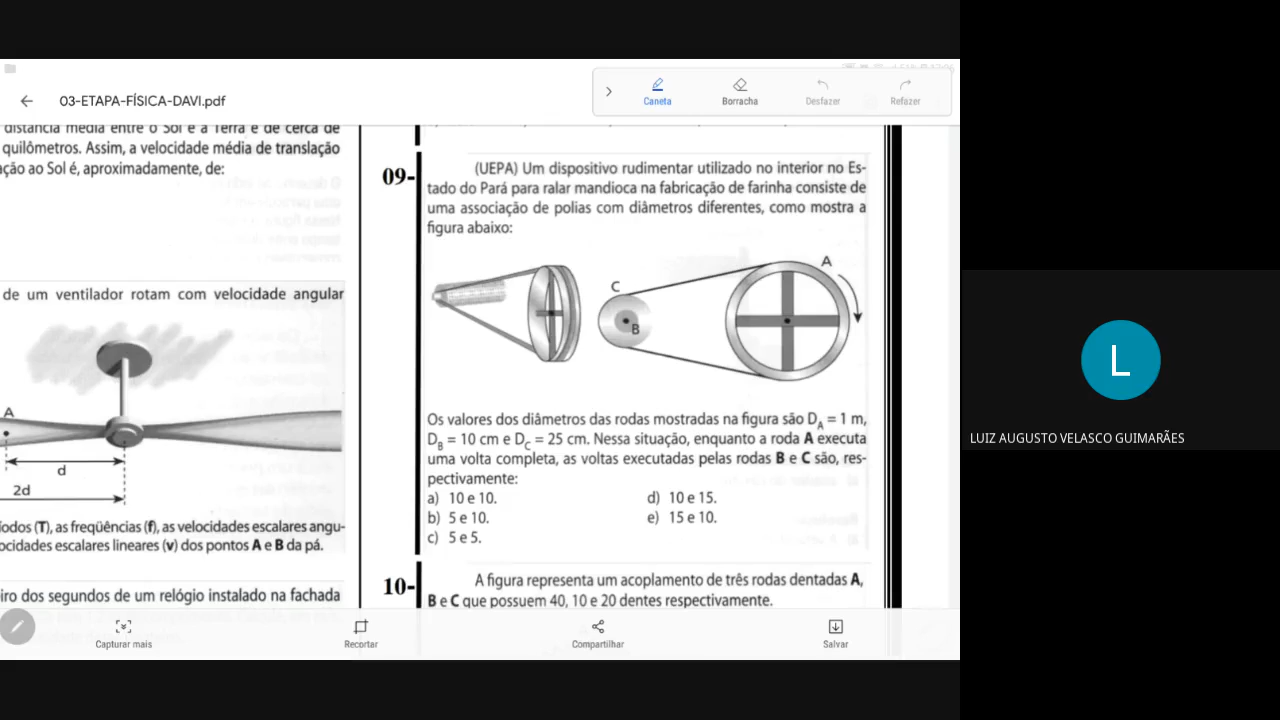 03-ETAPA-FÍSICA-DAVI.pdf
Caneta
Borracha
Desfazer
Refazer
distância média entre o Sol e a Terra é de cerca de
quilômetros. Assim, a velocidade média de translação
ação ao Sol é, aproximadamente, de:
de um ventilador rotam com velocidade angular
A
d
2d
íodos (T), as freqüências (f), as velocidades escalares angu-
ocidades escalares lineares (v) dos pontos A e B da pá.
iro dos segundos de um relógio instalado na fachada
09-
(UEPA) Um dispositivo rudimentar utilizado no interior no Es-
tado do Pará para ralar mandioca na fabricação de farinha consiste de
uma associação de polias com diâmetros diferentes, como mostra a
figura abaixo:
C
B
A
Os valores dos diâmetros das rodas mostradas na figura são D_A = 1 m,
D_B = 10 cm e D_C = 25 cm. Nessa situação, enquanto a roda A executa
uma volta completa, as voltas executadas pelas rodas B e C são, res-
pectivamente:
a) 10 e 10.
b) 5 e 10.
c) 5 e 5.
d) 10 e 15.
e) 15 e 10.
10-
A figura representa um acoplamento de três rodas dentadas A,
B e C que possuem 40, 10 e 20 dentes respectivamente.
Capturar mais
Recortar
Compartilhar
Salvar
L
LUIZ AUGUSTO VELASCO GUIMARÃES